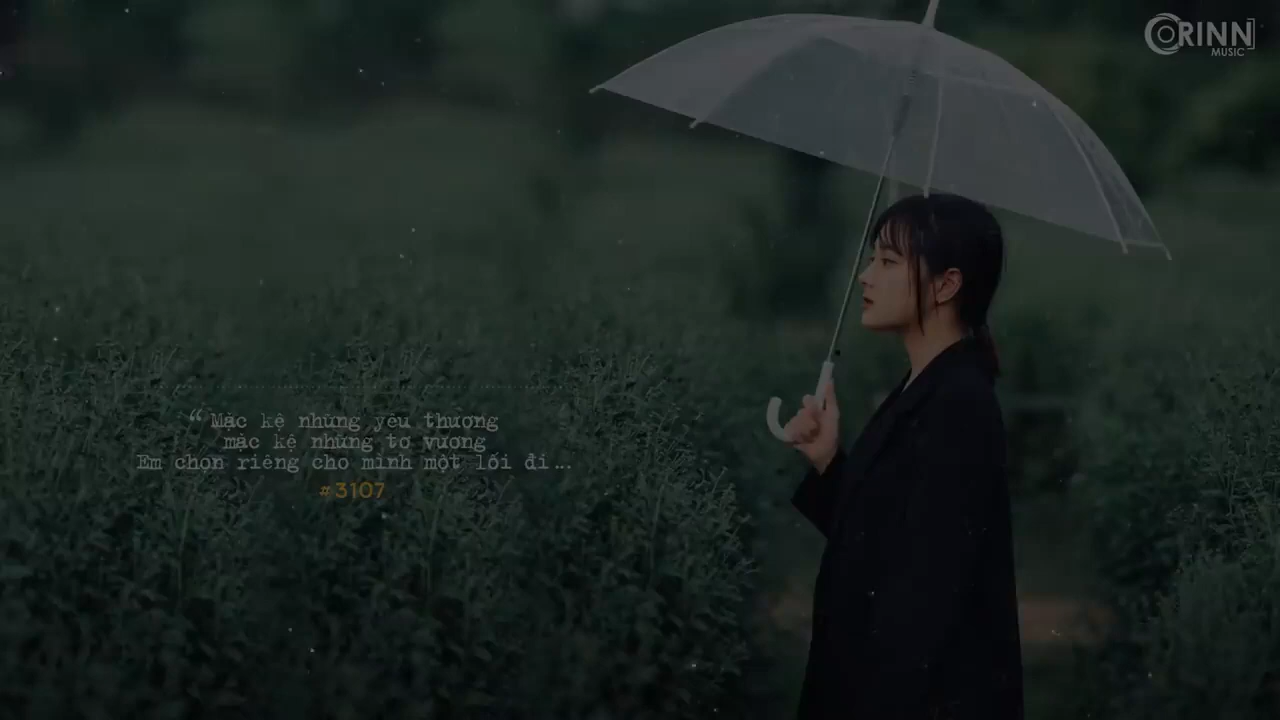 ORINN
MUSIC
“ Mặc kệ những yêu thương
mặc kệ những tơ vương
Em chọn riêng cho mình một lối đi...
#3107